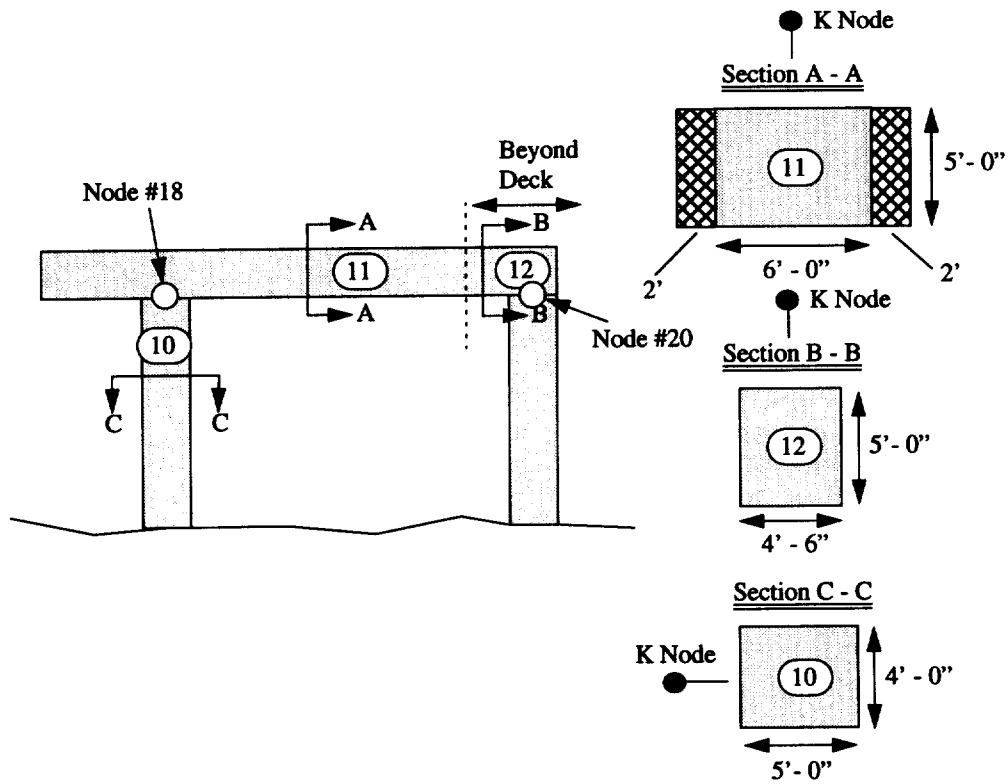 K Node
Section A - A
11
5'- 0”
2'
6' - 0”
2'
Beyond
Deck
Node #18
A
B
11
12
A
B
Node #20
10
C
C
K Node
Section B - B
12
5'- 0”
4' - 6”
Section C - C
K Node
10
4' - 0”
5' - 0”